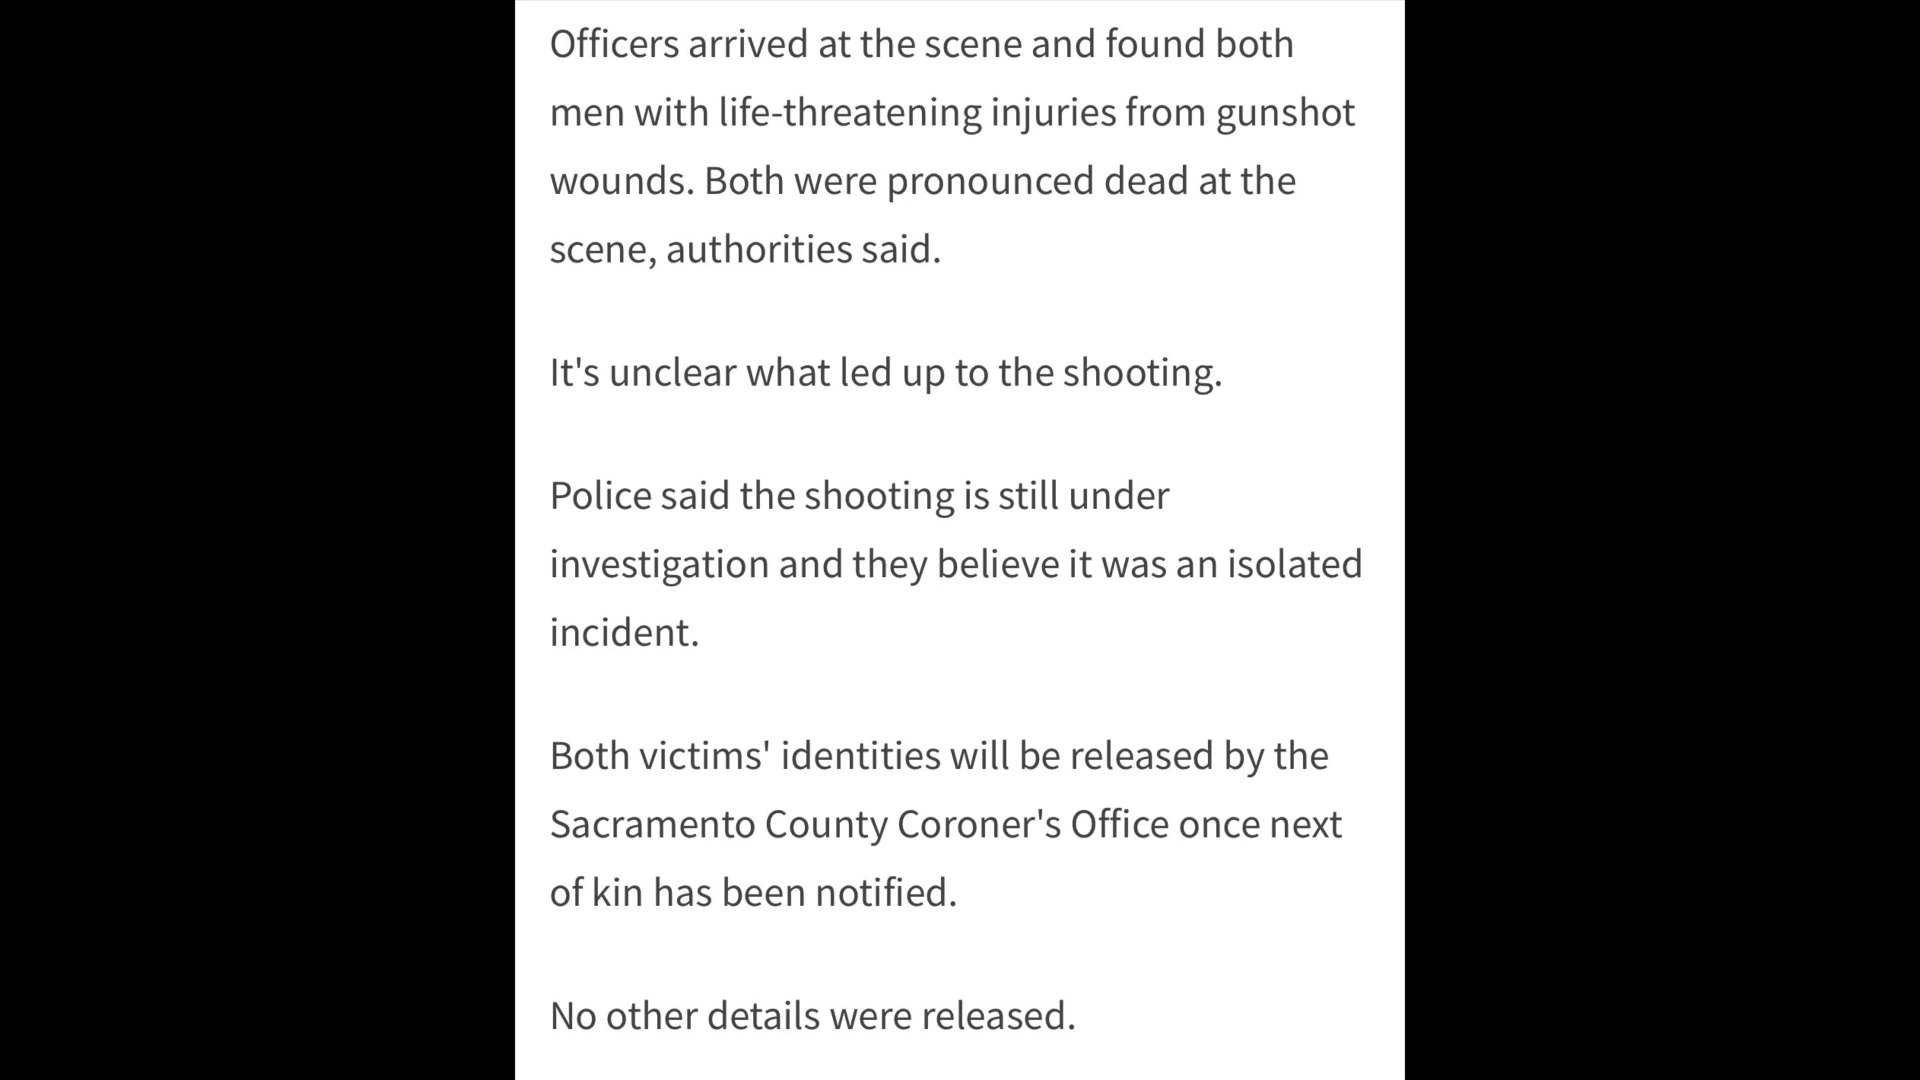 Officers arrived at the scene and found both
men with life-threatening injuries from gunshot
wounds. Both were pronounced dead at the
scene, authorities said.
It's unclear what led up to the shooting.
Police said the shooting is still under
investigation and they believe it was an isolated
incident.
Both victims' identities will be released by the
Sacramento County Coroner's Office once next
of kin has been notified.
No other details were released.